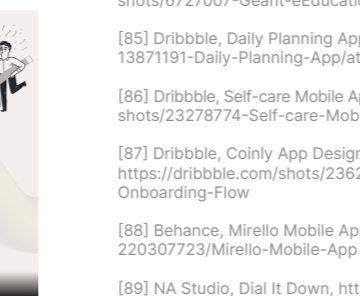 shots/6727007-Geant-eEducati
[85] Dribbble, Daily Planning App
13871191-Daily-Planning-App/at
[86] Dribbble, Self-care Mobile A
shots/23278774-Self-care-Mob
[87] Dribbble, Coinly App Design
https://dribbble.com/shots/2362
Onboarding-Flow
[88] Behance, Mirello Mobile App
220307723/Mirello-Mobile-App
[89] NA Studio, Dial It Down, htt